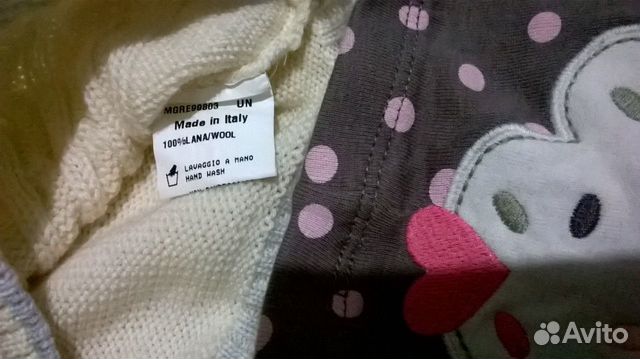 MGRE99803 UN
Made in Italy
100%LANA/WOOL
LAVAGGIO A MANO
HAND WASH
Avito